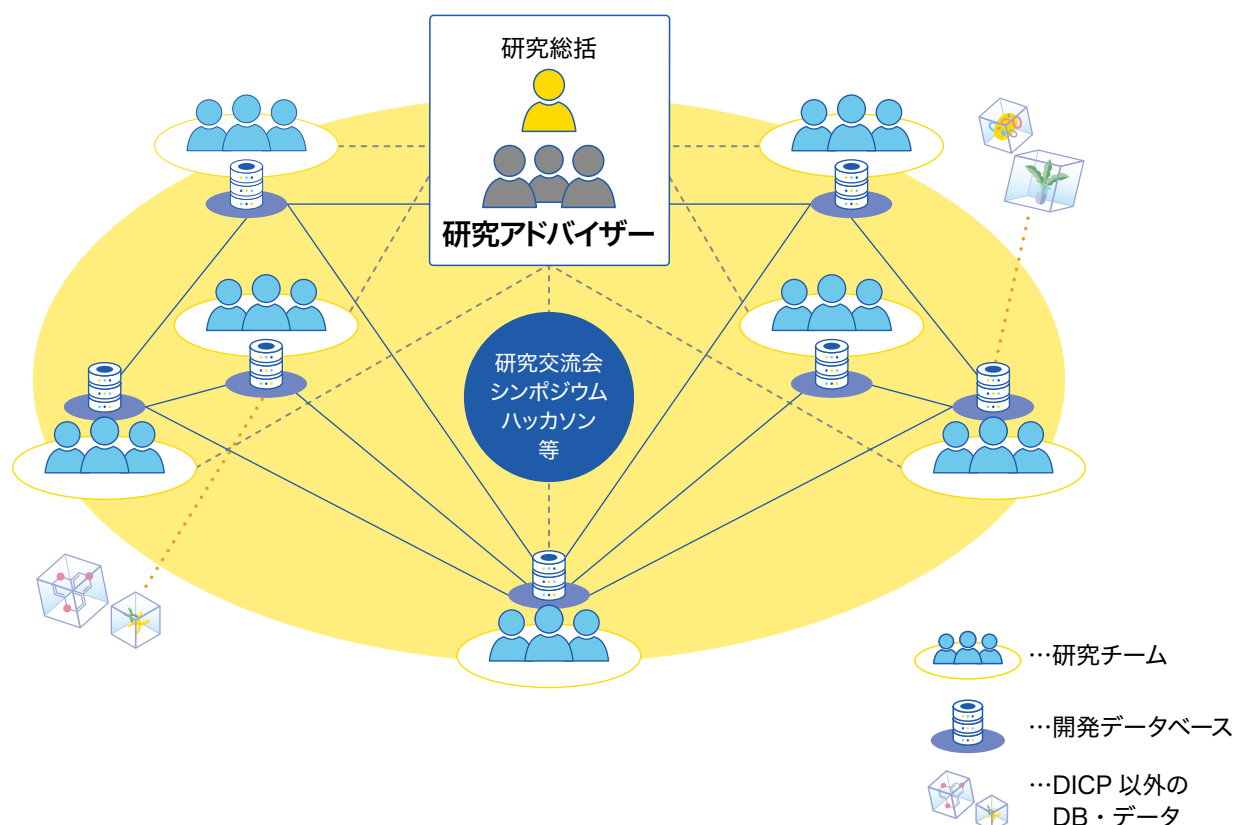 研究総括
研究アドバイザー
研究交流会
シンポジウム
ハッカソン
等
…研究チーム
…開発データベース
…DICP 以外の
DB・データ